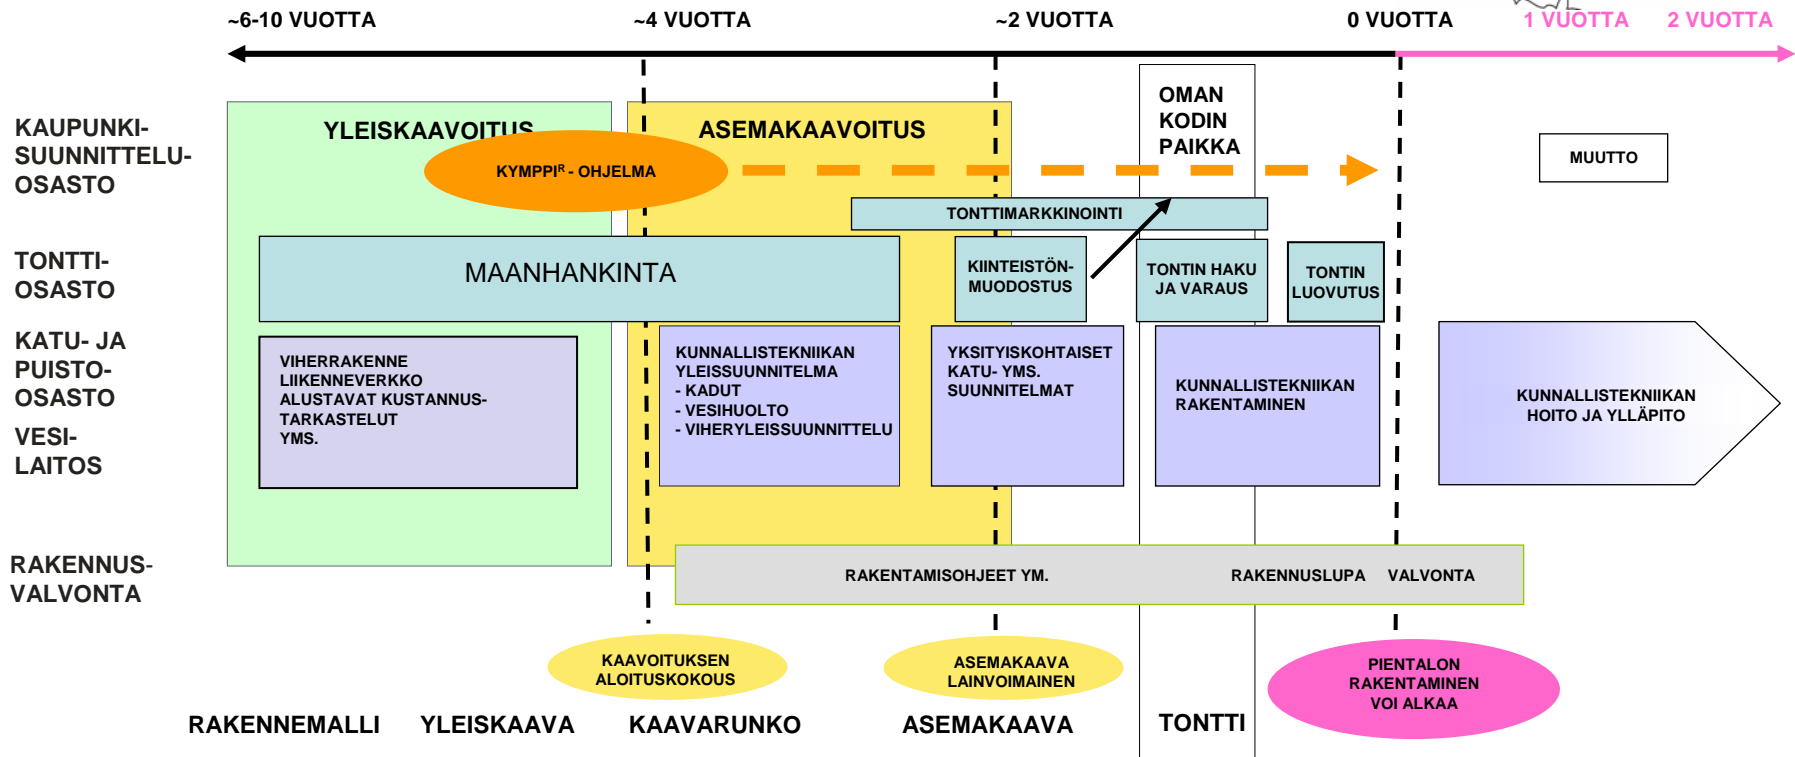 ~6-10 VUOTTA
~4 VUOTTA
~2 VUOTTA
0 VUOTTA
1 VUOTTA
2 VUOTTA
KAUPUNKI-
SUUNNITTELU-
OSASTO
YLEISKAAVOITUS
ASEMAKAAVOITUS
OMAN
KODIN
PAIKKA
KYMPPIᴿ - OHJELMA
MUUTTO
TONTTIMARKKINOINTI
TONTTI-
OSASTO
MAANHANKINTA
KIINTEISTÖN-
MUODOSTUS
TONTIN HAKU
JA VARAUS
TONTIN
LUOVUTUS
KATU- JA
PUISTO-
OSASTO
VESI-
LAITOS
VIHERRAKENNE
LIIKENNEVERKKO
ALUSTAVAT KUSTANNUS-
TARKASTELUT
YMS.
KUNNALLISTEKNIIKAN
YLEISSUUNNITELMA
- KADUT
- VESIHUOLTO
- VIHERYLEISSUUNNITTELU
YKSITYISKOHTAISET
KATU- YMS.
SUUNNITELMAT
KUNNALLISTEKNIIKAN
RAKENTAMINEN
KUNNALLISTEKNIIKAN
HOITO JA YLLÄPITO
RAKENNUS-
VALVONTA
RAKENTAMISOHJEET YM.
RAKENNUSLUPA
VALVONTA
KAAVOITUKSEN
ALOITUSKOKOUS
ASEMAKAAVA
LAINVOIMAINEN
PIENTALON
RAKENTAMINEN
VOI ALKAA
RAKENNEMALLI
YLEISKAAVA
KAAVARUNKO
ASEMAKAAVA
TONTTI